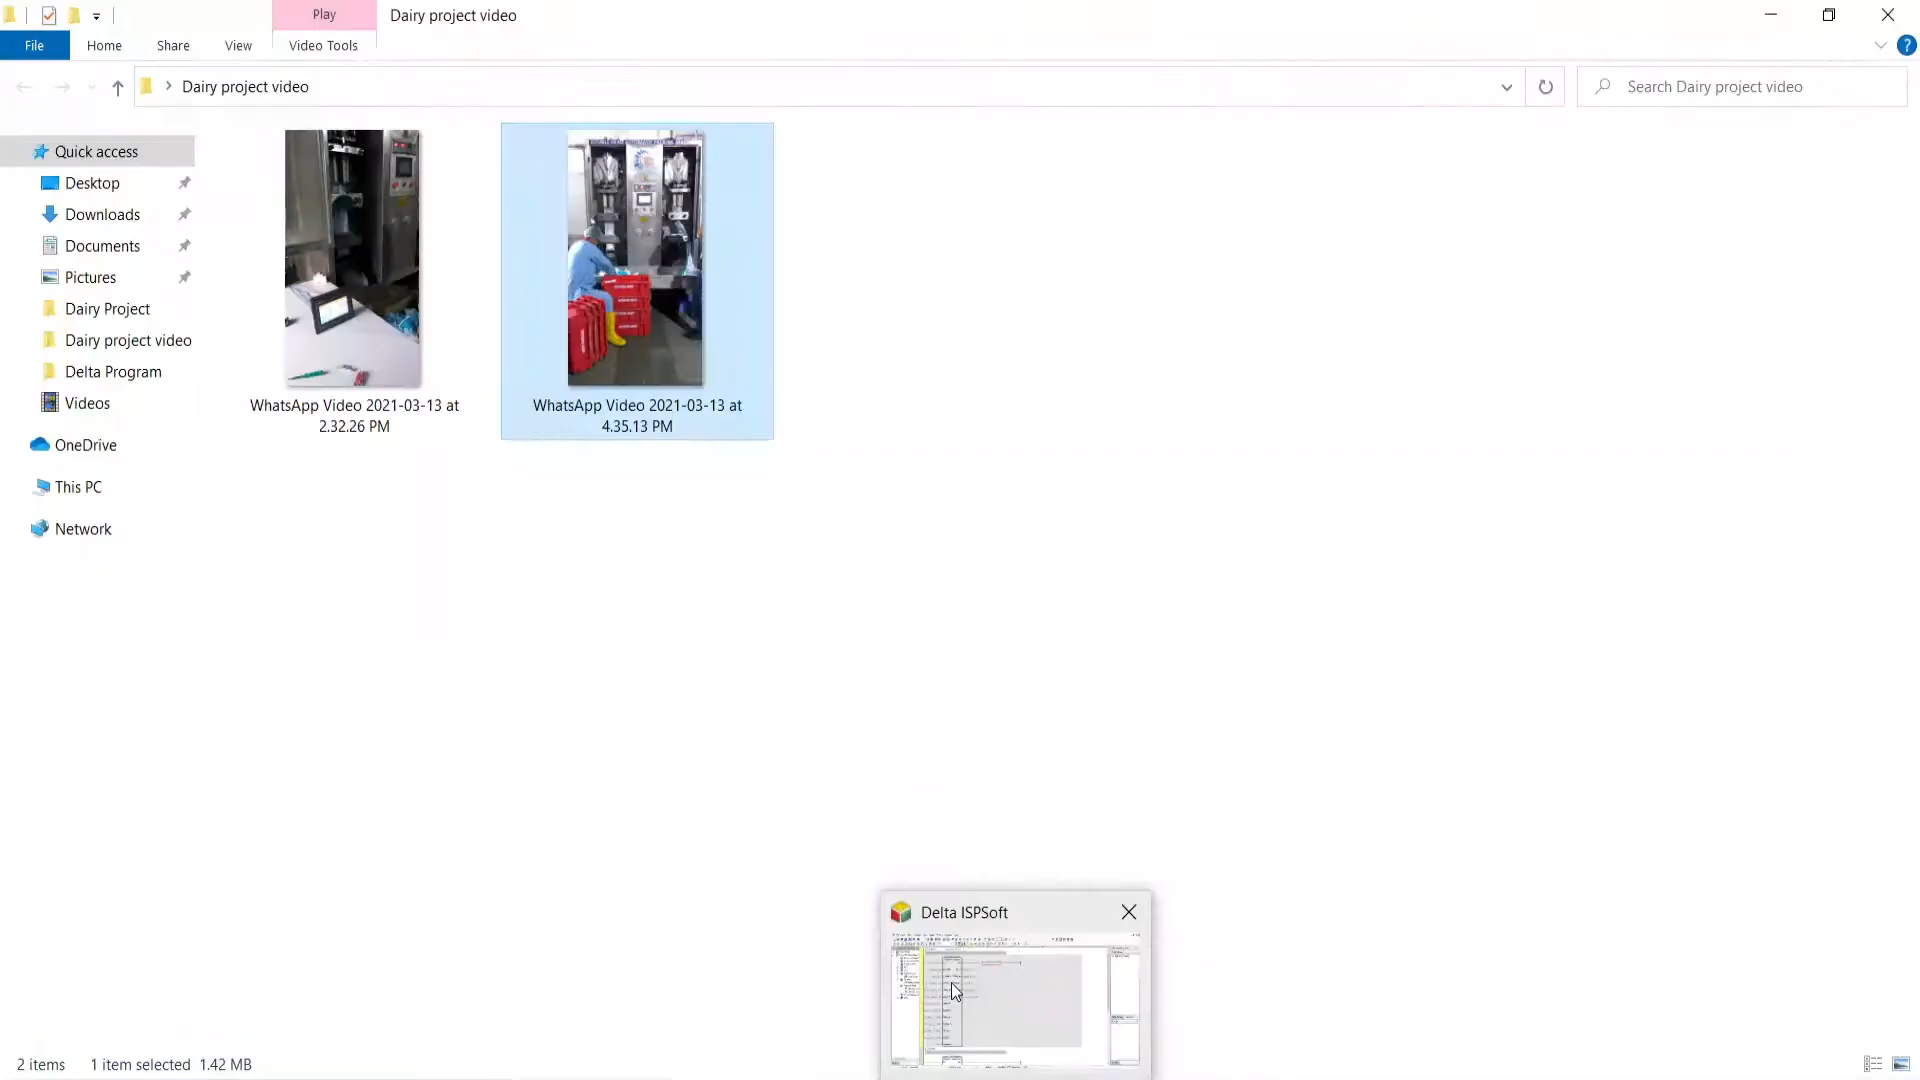 Play
Dairy project video
File
Home
Share
View
Video Tools
?
Dairy project video
Search Dairy project video
Quick access
Desktop
Downloads
Documents
Pictures
Dairy Project
Dairy project video
Delta Program
Videos
OneDrive
This PC
Network
WhatsApp Video 2021-03-13 at
2.32.26 PM
WhatsApp Video 2021-03-13 at
4.35.13 PM
Delta ISPSoft
2 items
1 item selected 1.42 MB